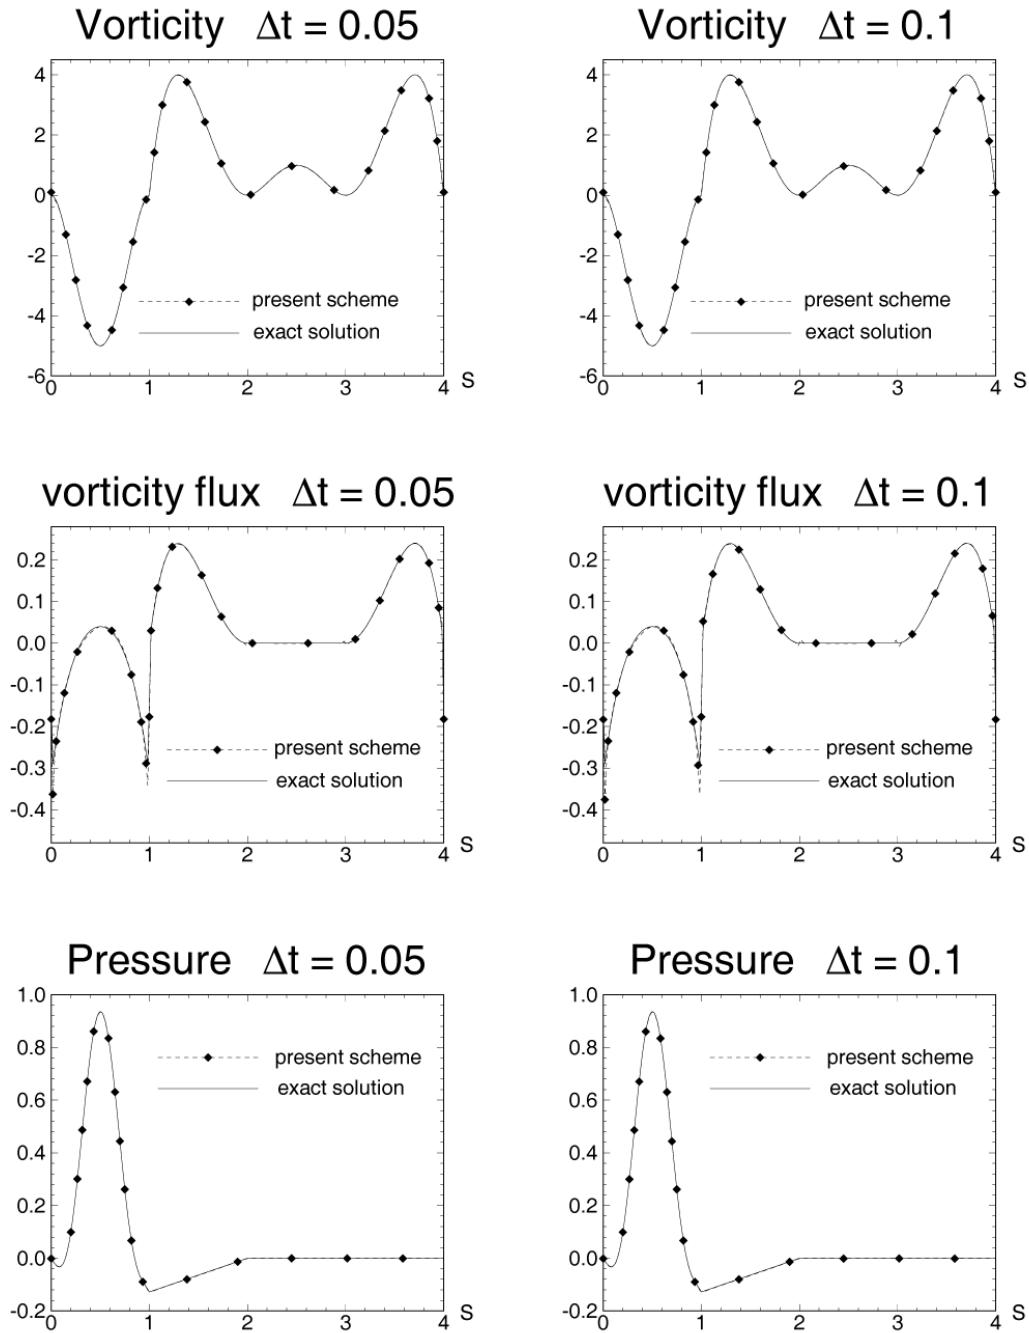 Vorticity Δt = 0.05
4
2
0
-2
-4
-6
present scheme
exact solution
0 1 2 3 4 S
Vorticity Δt = 0.1
4
2
0
-2
-4
-6
present scheme
exact solution
0 1 2 3 4 S
vorticity flux Δt = 0.05
0.2
0.1
0.0
-0.1
-0.2
-0.3
-0.4
present scheme
exact solution
0 1 2 3 4 S
vorticity flux Δt = 0.1
0.2
0.1
0.0
-0.1
-0.2
-0.3
-0.4
present scheme
exact solution
0 1 2 3 4 S
Pressure Δt = 0.05
1.0
0.8
0.6
0.4
0.2
0.0
-0.2
present scheme
exact solution
0 1 2 3 4 S
Pressure Δt = 0.1
1.0
0.8
0.6
0.4
0.2
0.0
-0.2
present scheme
exact solution
0 1 2 3 4 S